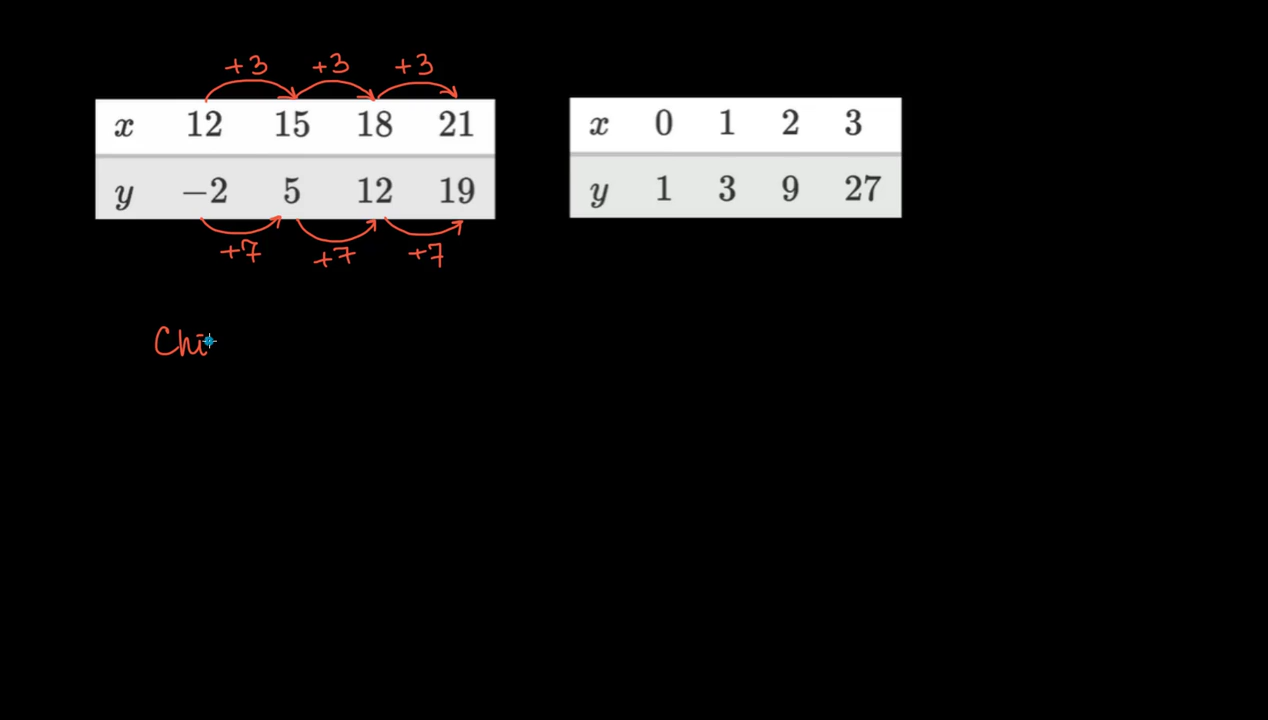 +3 +3 +3
x 12 15 18 21
y −2 5 12 19
+7 +7 +7
x 0 1 2 3
y 1 3 9 27
Chi